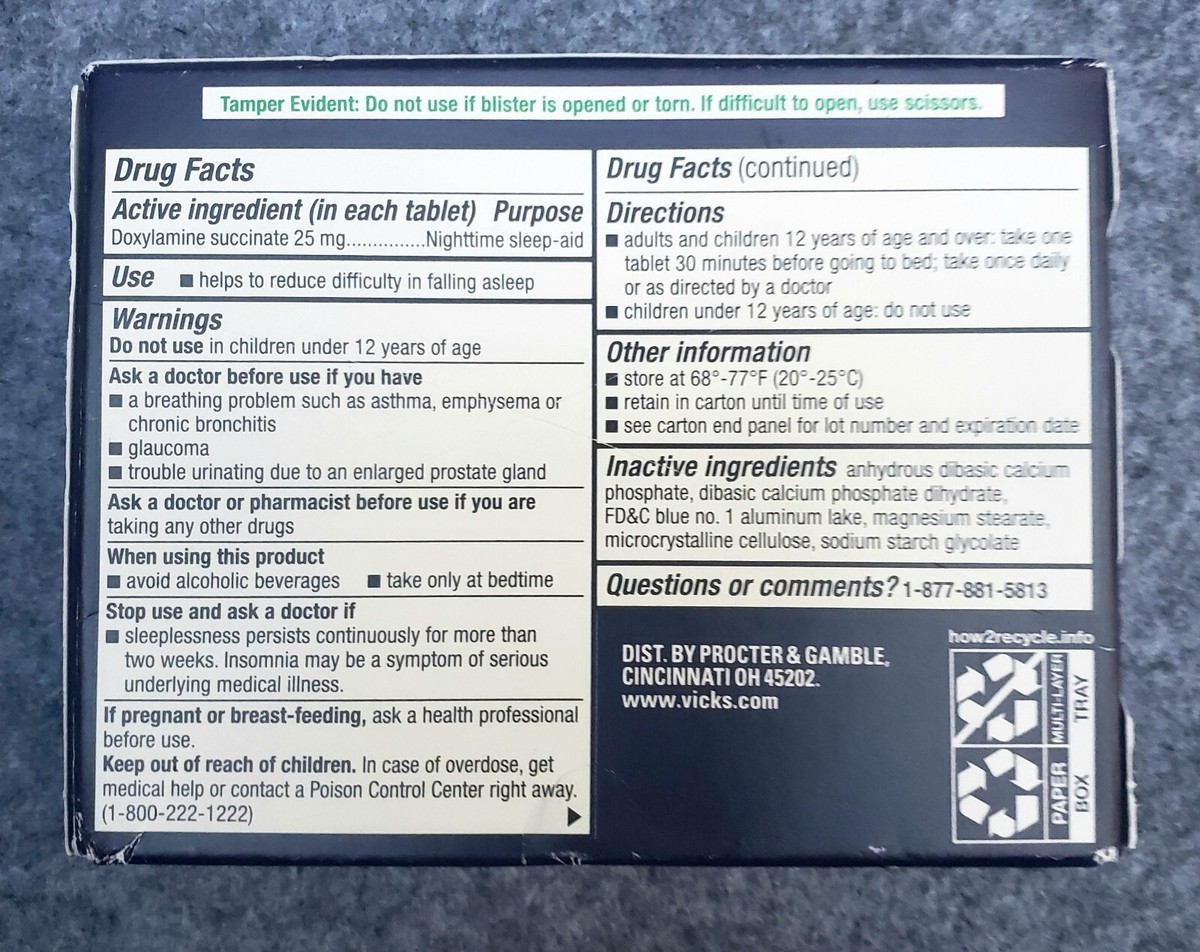 Tamper Evident: Do not use if blister is opened or torn. If difficult to open, use scissors.
Drug Facts
Active ingredient (in each tablet) Purpose
Doxylamine succinate 25 mg...............Nighttime sleep-aid
Use ■ helps to reduce difficulty in falling asleep
Warnings
Do not use in children under 12 years of age
Ask a doctor before use if you have
■ a breathing problem such as asthma, emphysema or
chronic bronchitis
■ glaucoma
■ trouble urinating due to an enlarged prostate gland
Ask a doctor or pharmacist before use if you are
taking any other drugs
When using this product
■ avoid alcoholic beverages ■ take only at bedtime
Stop use and ask a doctor if
■ sleeplessness persists continuously for more than
two weeks. Insomnia may be a symptom of serious
underlying medical illness.
If pregnant or breast-feeding, ask a health professional
before use.
Keep out of reach of children. In case of overdose, get
medical help or contact a Poison Control Center right away.
(1-800-222-1222)
Drug Facts (continued)
Directions
■ adults and children 12 years of age and over: take one
tablet 30 minutes before going to bed; take once daily
or as directed by a doctor
■ children under 12 years of age: do not use
Other information
■ store at 68°-77°F (20°-25°C)
■ retain in carton until time of use
■ see carton end panel for lot number and expiration date
Inactive ingredients anhydrous dibasic calcium
phosphate, dibasic calcium phosphate dihydrate,
FD&C blue no. 1 aluminum lake, magnesium stearate,
microcrystalline cellulose, sodium starch glycolate
Questions or comments? 1-877-881-5813
DIST. BY PROCTER & GAMBLE,
CINCINNATI OH 45202.
www.vicks.com
how2recycle.info
MULTI-LAYER
TRAY
PAPER
BOX